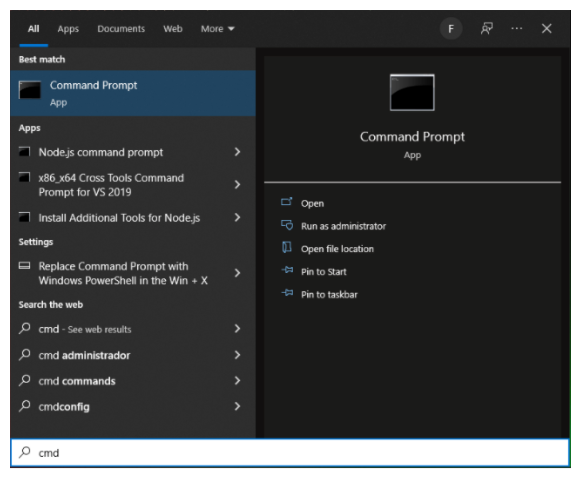 All Apps Documents Web More F
Best match
Command Prompt
App
Apps
Node.js command prompt
x86_x64 Cross Tools Command
Prompt for VS 2019
Install Additional Tools for Node.js
Settings
Replace Command Prompt with
Windows PowerShell in the Win + X
Search the web
cmd - See web results
cmd administrador
cmd commands
cmdconfig
cmd
Command Prompt
App
Open
Run as administrator
Open file location
Pin to Start
Pin to taskbar